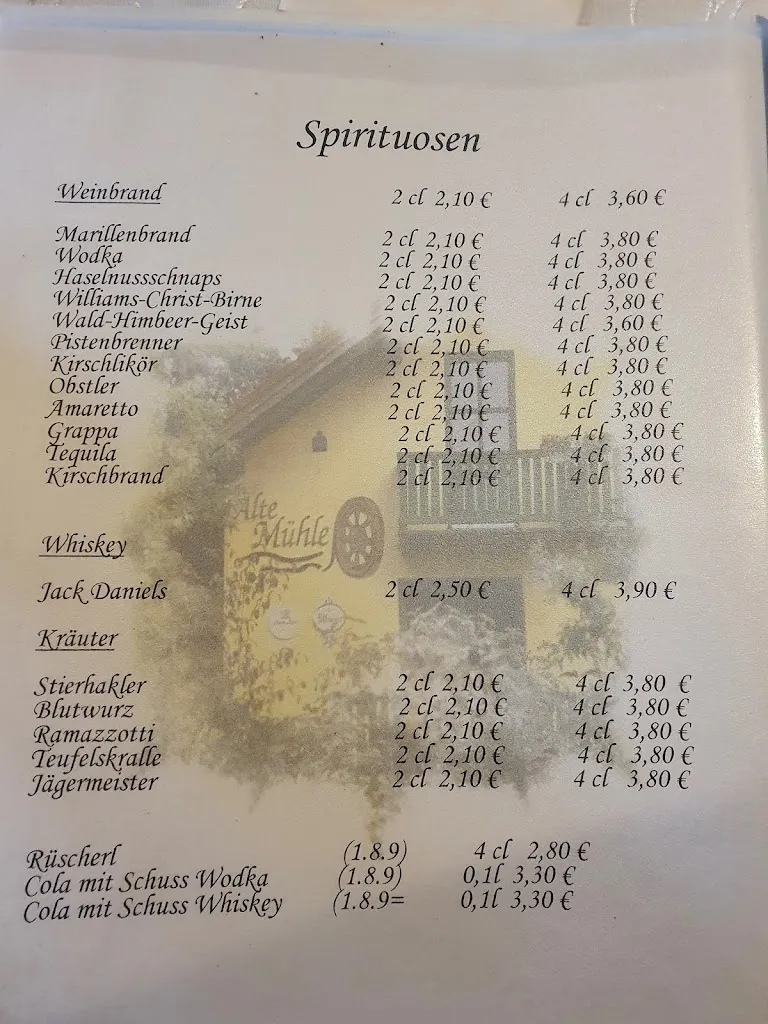 Spirituosen
Weinbrand 2 cl 2,10 € 4 cl 3,60 €
Marillenbrand 2 cl 2,10 € 4 cl 3,80 €
Wodka 2 cl 2,10 € 4 cl 3,80 €
Haselnussschnaps 2 cl 2,10 € 4 cl 3,80 €
Williams-Christ-Birne 2 cl 2,10 € 4 cl 3,80 €
Wald-Himbeer-Geist 2 cl 2,10 € 4 cl 3,60 €
Pistenbrenner 2 cl 2,10 € 4 cl 3,80 €
Kirschlikör 2 cl 2,10 € 4 cl 3,80 €
Obstler 2 cl 2,10 € 4 cl 3,80 €
Amaretto 2 cl 2,10 € 4 cl 3,80 €
Grappa 2 cl 2,10 € 4 cl 3,80 €
Tequila 2 cl 2,10 € 4 cl 3,80 €
Kirschbrand 2 cl 2,10 € 4 cl 3,80 €
Alte
Mühle
Whiskey
Jack Daniels 2 cl 2,50 € 4 cl 3,90 €
Kräuter
Stierhakler 2 cl 2,10 € 4 cl 3,80 €
Blutwurz 2 cl 2,10 € 4 cl 3,80 €
Ramazzotti 2 cl 2,10 € 4 cl 3,80 €
Teufelskralle 2 cl 2,10 € 4 cl 3,80 €
Jägermeister 2 cl 2,10 € 4 cl 3,80 €
Rüscherl (1.8.9) 4 cl 2,80 €
Cola mit Schuss Wodka (1.8.9) 0,1l 3,30 €
Cola mit Schuss Whiskey (1.8.9= 0,1l 3,30 €